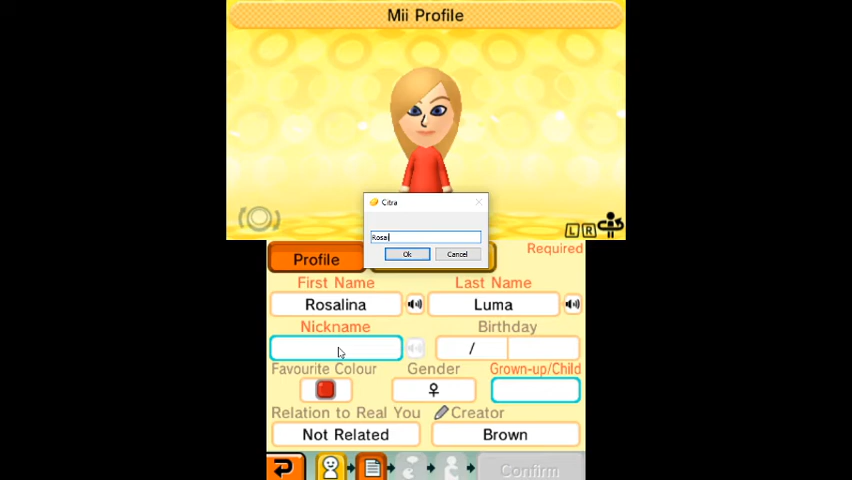 Mii Profile
L R
Citra
Rosal
Ok Cancel
Required
Profile
First Name Last Name
Rosalina Luma
Nickname Birthday
/
Favourite Colour Gender Grown-up/Child
♀
Relation to Real You Creator
Not Related Brown
Confirm